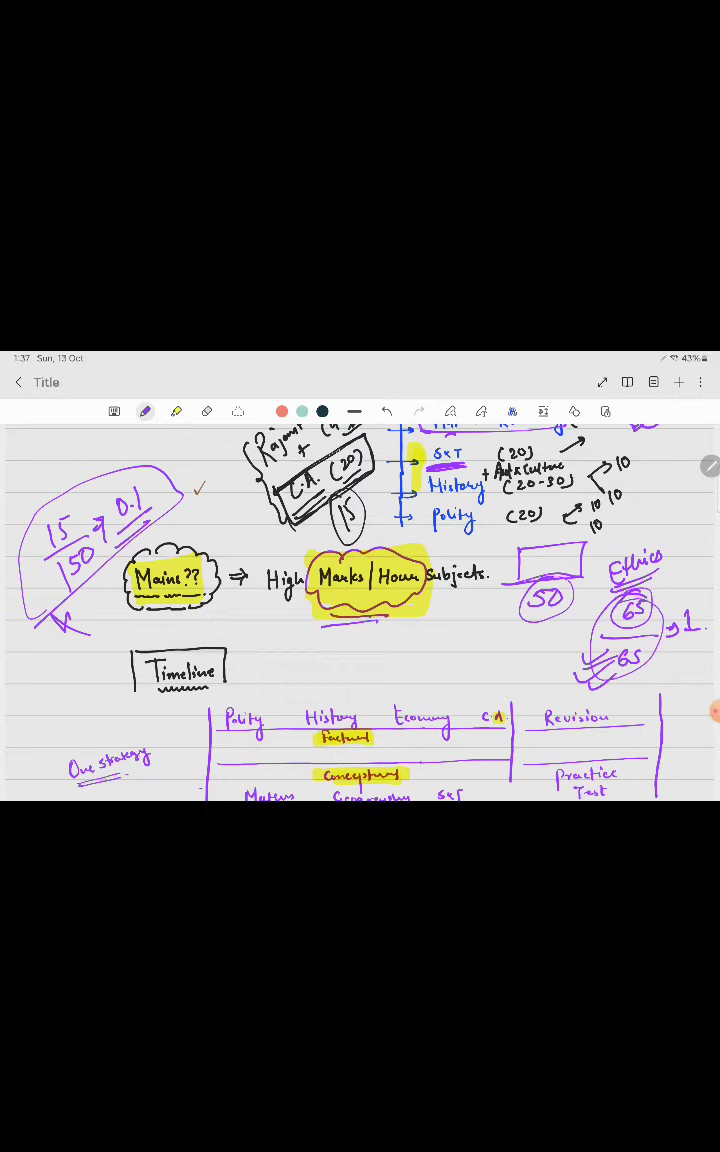 1:37 Sun, 13 Oct
43%
Title
+
C.A. (20)
15
S&T (20)
+ Art & Culture
History (20-30)
10
10
Polity (20)
10
10
15
150
0.1
Mains ?? ⇒ High Marks / Hour Subjects.
50
Ethics
65
65
→ 1.
Timeline
Polity History Economy C.A. Revision
Factual
One strategy
Conceptual
Practice
Test